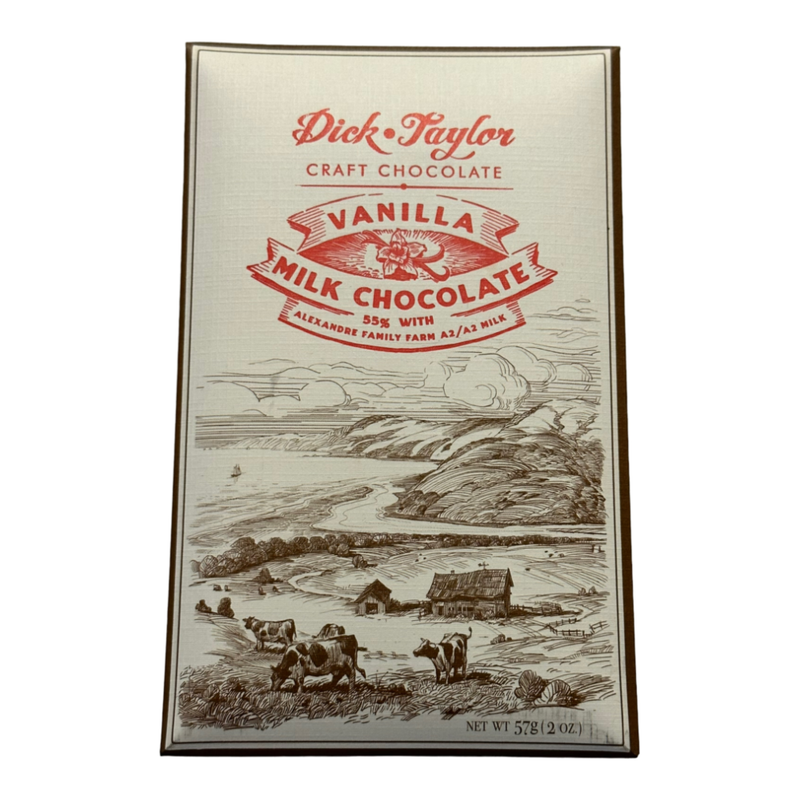 Dick • Taylor
CRAFT CHOCOLATE
VANILLA
MILK CHOCOLATE
55% WITH
ALEXANDRE FAMILY FARM A2/A2 MILK
NET WT 57g (2 OZ.)